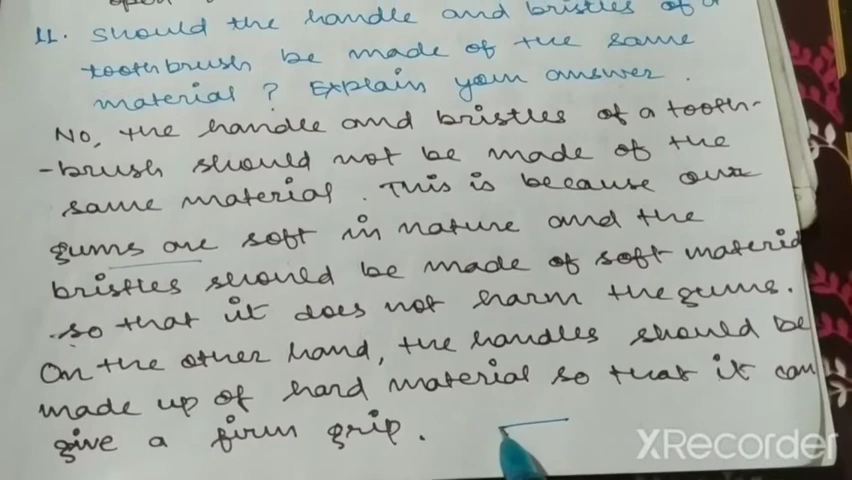 11. Should the handle and bristles of a
toothbrush be made of the same
material? Explain your answer.
No, the handle and bristles of a tooth-
-brush should not be made of the
same material. This is because our
gums are soft in nature and the
bristles should be made of soft material
so that it does not harm the gums.
On the other hand, the handles should be
made up of hard material so that it can
give a firm grip.
XRecorder